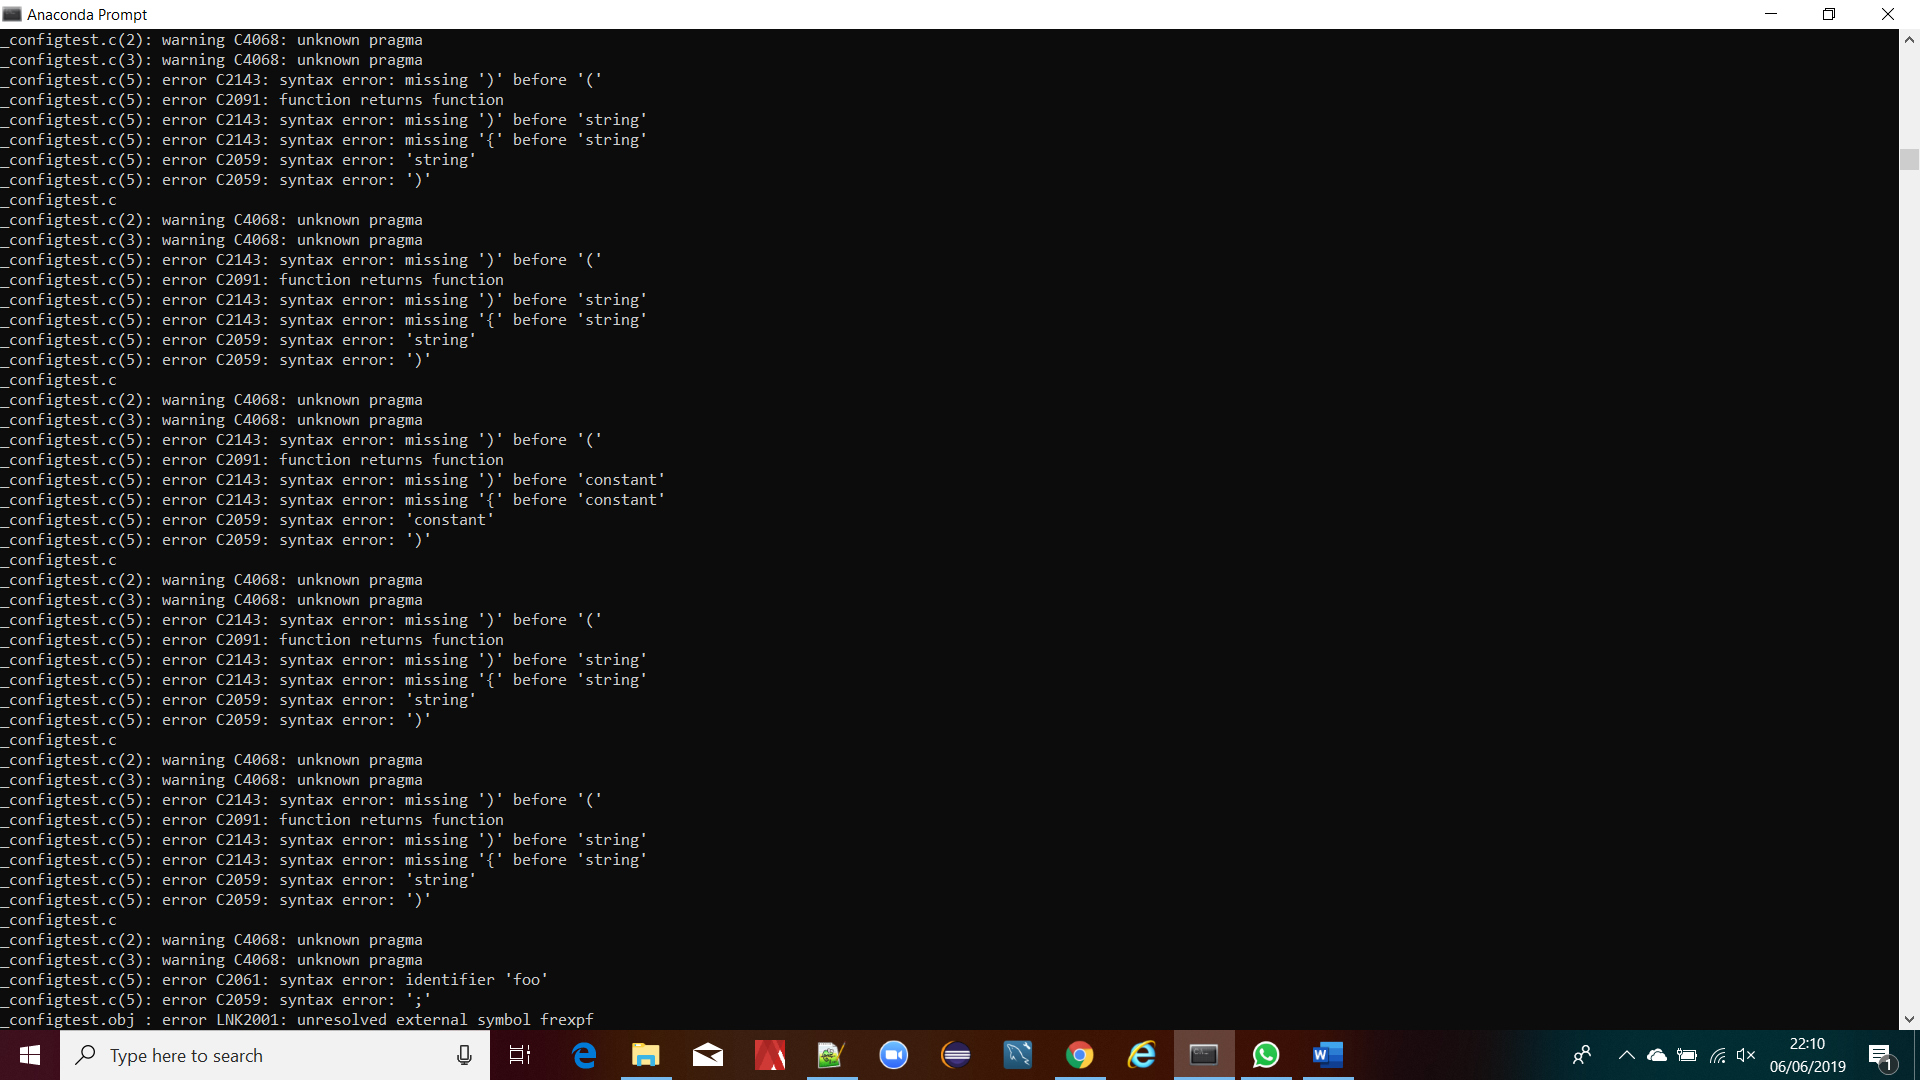 Anaconda Prompt
_configtest.c(2): warning C4068: unknown pragma
_configtest.c(3): warning C4068: unknown pragma
_configtest.c(5): error C2143: syntax error: missing ')' before '('
_configtest.c(5): error C2091: function returns function
_configtest.c(5): error C2143: syntax error: missing ')' before 'string'
_configtest.c(5): error C2143: syntax error: missing '{' before 'string'
_configtest.c(5): error C2059: syntax error: 'string'
_configtest.c(5): error C2059: syntax error: ')'
_configtest.c
_configtest.c(2): warning C4068: unknown pragma
_configtest.c(3): warning C4068: unknown pragma
_configtest.c(5): error C2143: syntax error: missing ')' before '('
_configtest.c(5): error C2091: function returns function
_configtest.c(5): error C2143: syntax error: missing ')' before 'string'
_configtest.c(5): error C2143: syntax error: missing '{' before 'string'
_configtest.c(5): error C2059: syntax error: 'string'
_configtest.c(5): error C2059: syntax error: ')'
_configtest.c
_configtest.c(2): warning C4068: unknown pragma
_configtest.c(3): warning C4068: unknown pragma
_configtest.c(5): error C2143: syntax error: missing ')' before '('
_configtest.c(5): error C2091: function returns function
_configtest.c(5): error C2143: syntax error: missing ')' before 'constant'
_configtest.c(5): error C2143: syntax error: missing '{' before 'constant'
_configtest.c(5): error C2059: syntax error: 'constant'
_configtest.c(5): error C2059: syntax error: ')'
_configtest.c
_configtest.c(2): warning C4068: unknown pragma
_configtest.c(3): warning C4068: unknown pragma
_configtest.c(5): error C2143: syntax error: missing ')' before '('
_configtest.c(5): error C2091: function returns function
_configtest.c(5): error C2143: syntax error: missing ')' before 'string'
_configtest.c(5): error C2143: syntax error: missing '{' before 'string'
_configtest.c(5): error C2059: syntax error: 'string'
_configtest.c(5): error C2059: syntax error: ')'
_configtest.c
_configtest.c(2): warning C4068: unknown pragma
_configtest.c(3): warning C4068: unknown pragma
_configtest.c(5): error C2143: syntax error: missing ')' before '('
_configtest.c(5): error C2091: function returns function
_configtest.c(5): error C2143: syntax error: missing ')' before 'string'
_configtest.c(5): error C2143: syntax error: missing '{' before 'string'
_configtest.c(5): error C2059: syntax error: 'string'
_configtest.c(5): error C2059: syntax error: ')'
_configtest.c
_configtest.c(2): warning C4068: unknown pragma
_configtest.c(3): warning C4068: unknown pragma
_configtest.c(5): error C2061: syntax error: identifier 'foo'
_configtest.c(5): error C2059: syntax error: ';'
_configtest.obj : error LNK2001: unresolved external symbol frexpf
Type here to search
22:10
06/06/2019
1